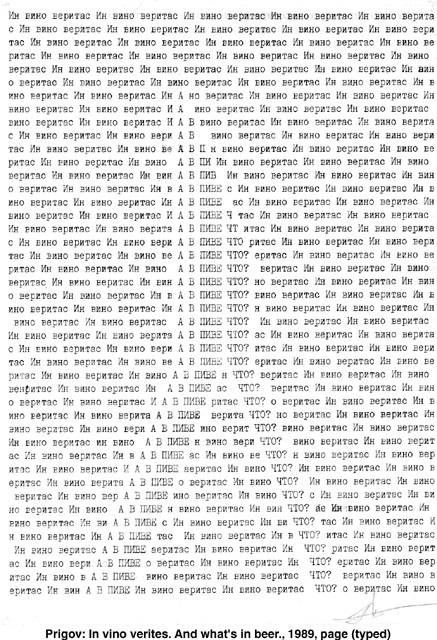 Ин вино веритас Ин вино веритас Ин вино веритас Ин вино веритас Ин вино верита
с Ин вино веритас Ин вино веритас Ин вино веритас Ин вино веритас Ин вино вери
тас Ин вино веритас Ин вино веритас Ин вино веритас Ин вино веритас Ин вино ве
ритас Ин вино веритас Ин вино веритас Ин вино веритас Ин вино веритас Ин вино
веритас Ин вино веритас Ин вино веритас Ин вино веритас Ин вино веритас Ин вин
о веритас Ин вино веритас Ин вино веритас Ин вино веритас Ин вино веритас Ин в
ино веритас Ин вино веритас Ин А но веритас Ин вино веритас Ин вино веритас Ин
вино веритас Ин вино веритас И А ино веритас Ин вино веритас Ин вино веритас
Ин вино веритас Ин вино веритас И А В вино веритас Ин вино веритас Ин вино верита
с Ин вино веритас Ин вино вери А В вино веритас Ин вино веритас Ин вино вери
тас Ин вино веритас Ин вино ве А В П н вино веритас Ин вино веритас Ин вино ве
ритас Ин вино веритас Ин вино А В ПИ Ин вино веритас Ин вино веритас Ин вино
веритас Ин вино веритас Ин вин А В ПИВ Ин вино веритас Ин вино веритас Ин вин
о веритас Ин вино веритас Ин в А В ПИВЕ с Ин вино веритас Ин вино веритас Ин в
ино веритас Ин вино веритас Ин А В ПИВЕ ас Ин вино веритас Ин вино веритас Ин
вино веритас Ин вино веритас И А В ПИВЕ Ч тас Ин вино веритас Ин вино веритас
Ин вино веритас Ин вино верита А В ПИВЕ ЧТ итас Ин вино веритас Ин вино верита
с Ин вино веритас Ин вино вери А В ПИВЕ ЧТО ритас Ин вино веритас Ин вино вери
тас Ин вино веритас Ин вино ве А В ПИВЕ ЧТО? еритас Ин вино веритас Ин вино ве
ритас Ин вино веритас Ин вино А В ПИВЕ ЧТО? веритас Ин вино веритас Ин вино
веритас Ин вино веритас Ин вин А В ПИВЕ ЧТО? но веритас Ин вино веритас Ин вин
о веритас Ин вино веритас Ин в А В ПИВЕ ЧТО? вино веритас Ин вино веритас Ин в
ино веритас Ин вино веритас Ин А В ПИВЕ ЧТО? н вино веритас Ин вино веритас Ин
вино веритас Ин вино веритас А В ПИВЕ ЧТО? Ин вино веритас Ин вино веритас
Ин вино веритас Ин вино верита А В ПИВЕ ЧТО? ас Ин вино веритас Ин вино верита
с Ин вино веритас Ин вино вери А В ПИВЕ ЧТО? итас Ин вино веритас Ин вино вери
тас Ин вино веритас Ин вино ве А В ПИВЕ ЧТО? еритас Ин вино веритас Ин вино ве
ритас Ин вино веритас Ин вино А В ПИВЕ н ЧТО? веритас Ин вино веритас Ин вино
веритас Ин вино веритас Ин А В ПИВЕ ас ЧТО? веритас Ин вино веритас Ин вин
о веритас Ин вино веритас И А В ПИВЕ ритас ЧТО? о веритас Ин вино веритас Ин в
ино веритас Ин вино верита А В ПИВЕ верита ЧТО? но веритас Ин вино веритас Ин
вино веритас Ин вино вери А В ПИВЕ ино верит ЧТО? вино веритас Ин вино веритас
Ин вино веритас ин вино А В ПИВЕ н вино вери ЧТО? вино веритас Ин вино верит
ас Ин вино веритас Ин в А В ПИВЕ ас Ин вино ве ЧТО? н вино веритас Ин вино вер
итас Ин вино веритас И А В ПИВЕ веритас Ин вино ЧТО? Ин вино веритас Ин вино в
еритас Ин вино верита А В ПИВЕ о веритас Ин вино ЧТО? Ин вино веритас Ин вино
веритас Ин вино вер А В ПИВЕ ино веритас Ин вино ЧТО? с Ин вино веритас Ин ви
но веритас Ин вино А В ПИВЕ н вино веритас Ин вин ЧТО? ас Ин вино веритас Ин
вино веритас Ин ви А В ПИВЕ с Ин вино веритас Ин ви ЧТО? тас Ин вино веритас И
н вино веритас Ин А В ПИВЕ тас Ин вино веритас Ин в ЧТО? итас Ин вино веритас
Ин вино веритас А В ПИВЕ веритас Ин вино веритас Ин ЧТО? ритас Ин вино верит
ас Ин вино вери А В ПИВЕ о веритас Ин вино веритас Ин ЧТО? еритас Ин вино вер
итас Ин вино в А В ПИВЕ вино веритас Ин вино веритас ЧТО? веритас Ин вино в
еритас Ин вин А В ПИВЕ Ин вино веритас Ин вино веритас ЧТО? о веритас Ин вино
Prigov: In vino verites. And what's in beer., 1989, page (typed)